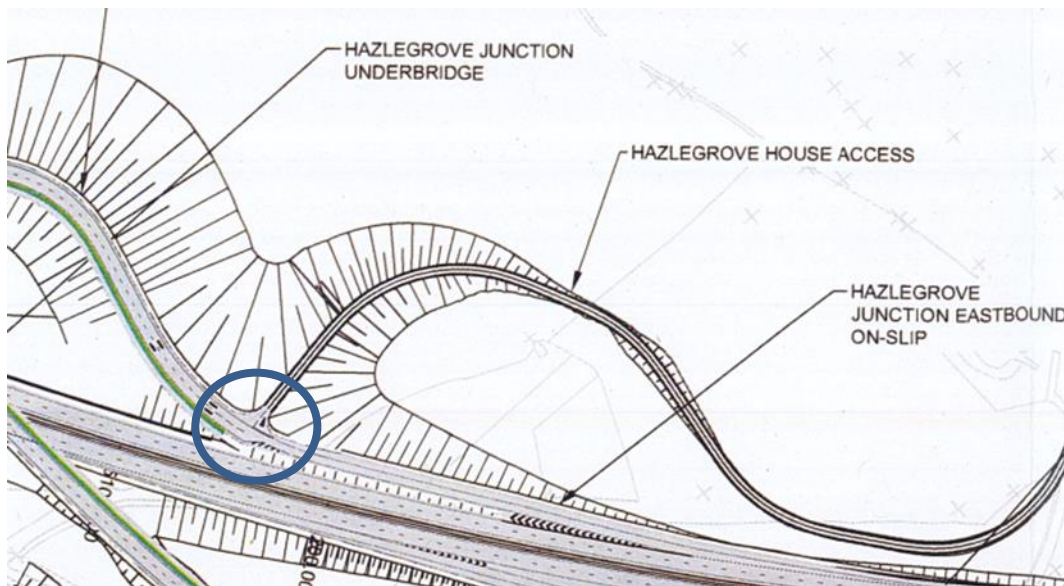 HAZLEGROVE JUNCTION
UNDERBRIDGE
HAZLEGROVE HOUSE ACCESS
HAZLEGROVE
JUNCTION EASTBOUND
ON-SLIP